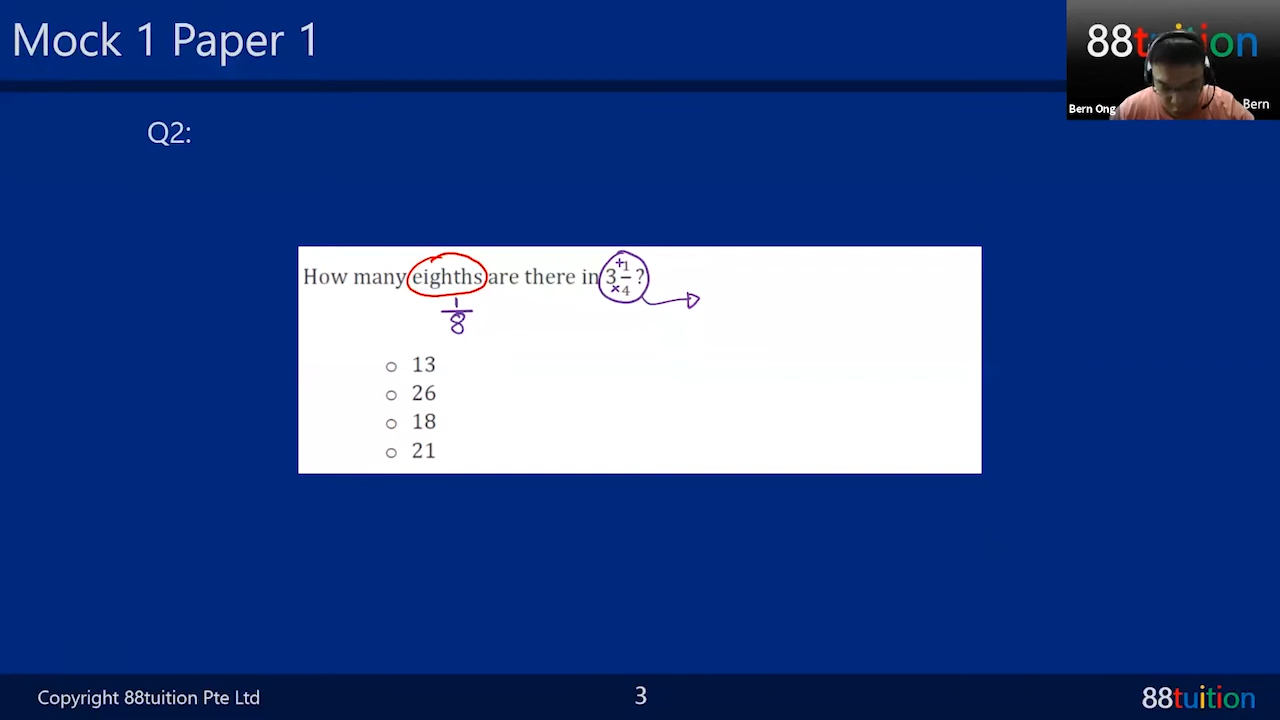 Mock 1 Paper 1
88tuition
Bern Ong
Bern
Q2:
How many eighths are there in 3 1/4 ?
+
×
1
8
13
26
18
21
Copyright 88tuition Pte Ltd
3
88tuition